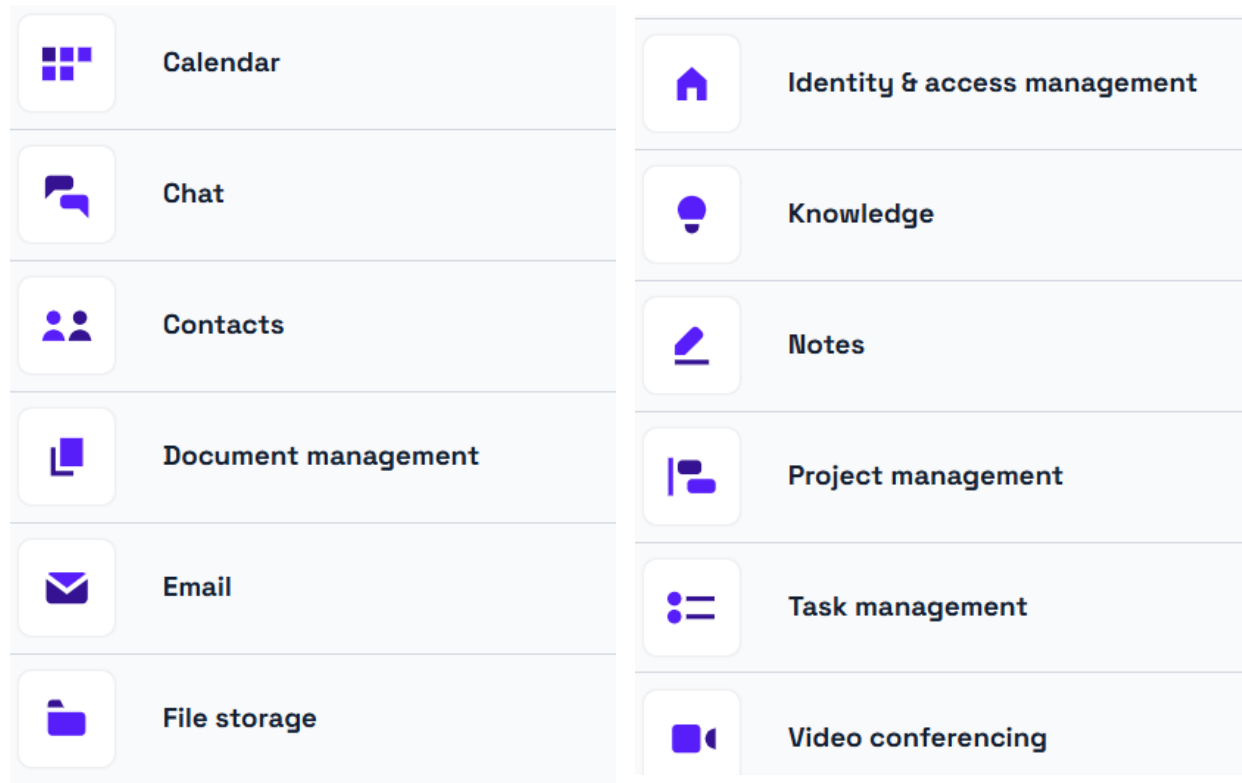 Calendar
Chat
Contacts
Document management
Email
File storage
Identity & access management
Knowledge
Notes
Project management
Task management
Video conferencing